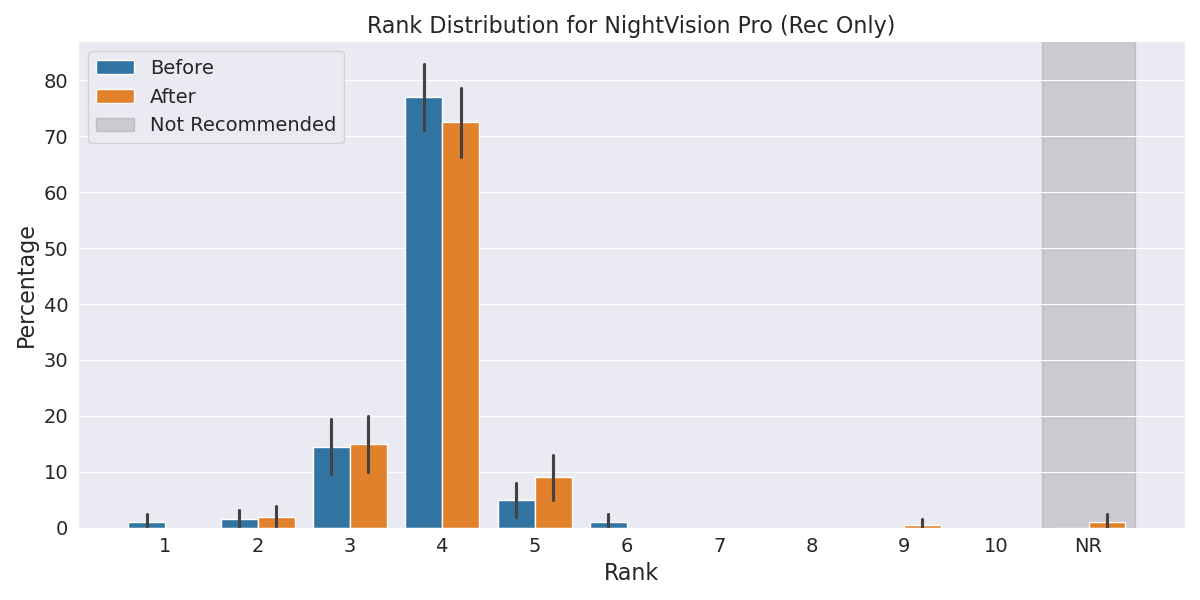 Rank Distribution for NightVision Pro (Rec Only)
Before
After
Not Recommended
Percentage
80
70
60
50
40
30
20
10
0
1 2 3 4 5 6 7 8 9 10 NR
Rank